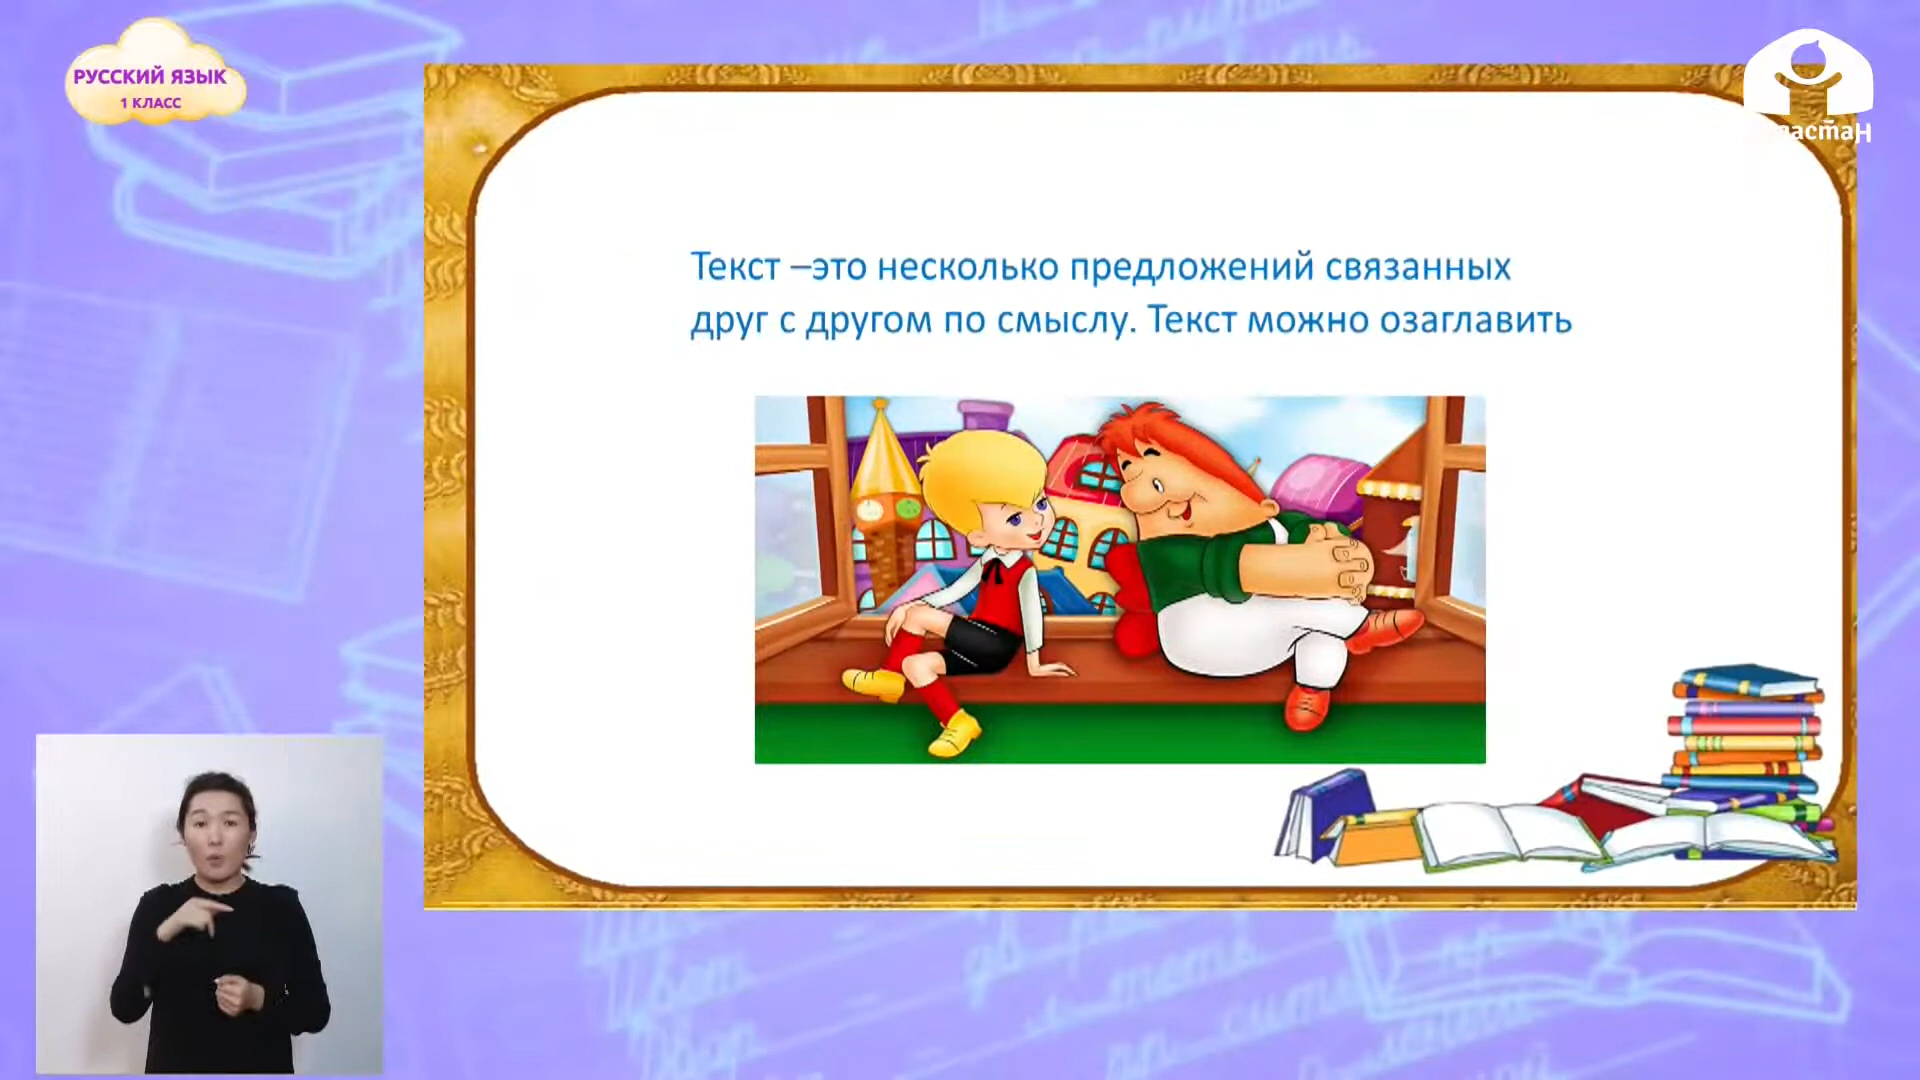 РУССКИЙ ЯЗЫК
1 КЛАСС
Текст –это несколько предложений связанных
друг с другом по смыслу. Текст можно озаглавить